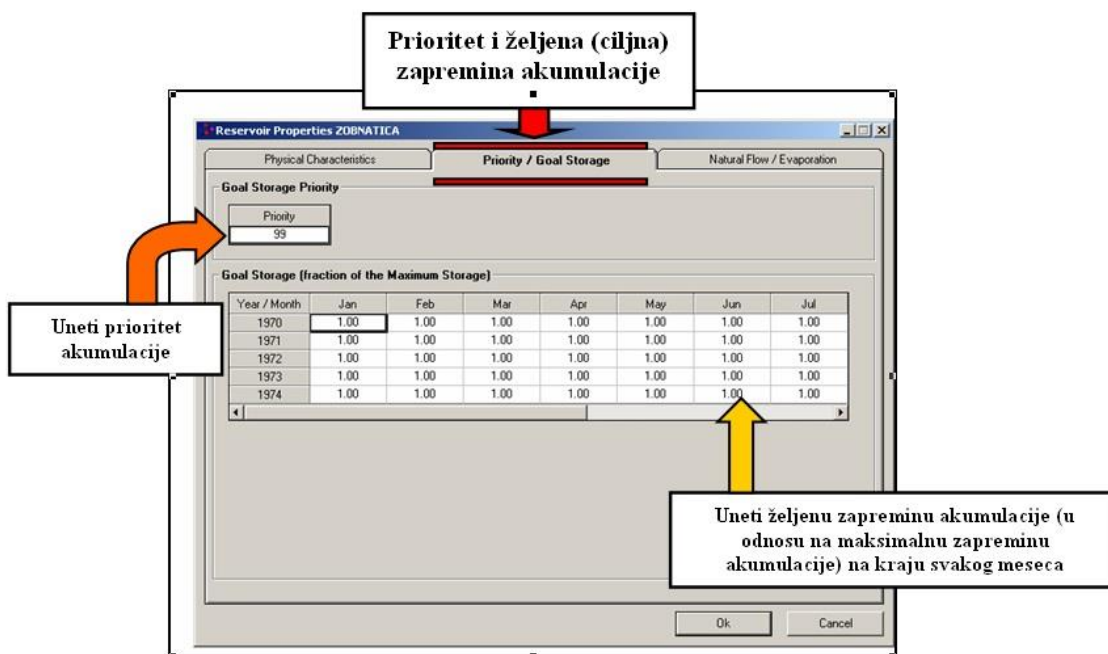 Prioritet i željena (ciljna)
zapremina akumulacije
Reservoir Properties ZOBNATICA
Physical Characteristics Priority / Goal Storage Natural Flow / Evaporation
Goal Storage Priority
Priority
99
Goal Storage (fraction of the Maximum Storage)
Year / Month Jan Feb Mar Apr May Jun Jul
1970 1.00 1.00 1.00 1.00 1.00 1.00 1.00
1971 1.00 1.00 1.00 1.00 1.00 1.00 1.00
1972 1.00 1.00 1.00 1.00 1.00 1.00 1.00
1973 1.00 1.00 1.00 1.00 1.00 1.00 1.00
1974 1.00 1.00 1.00 1.00 1.00 1.00 1.00
Uneti prioritet
akumulacije
Uneti željenu zapreminu akumulacije (u
odnosu na maksimalnu zapreminu
akumulacije) na kraju svakog meseca
Ok Cancel